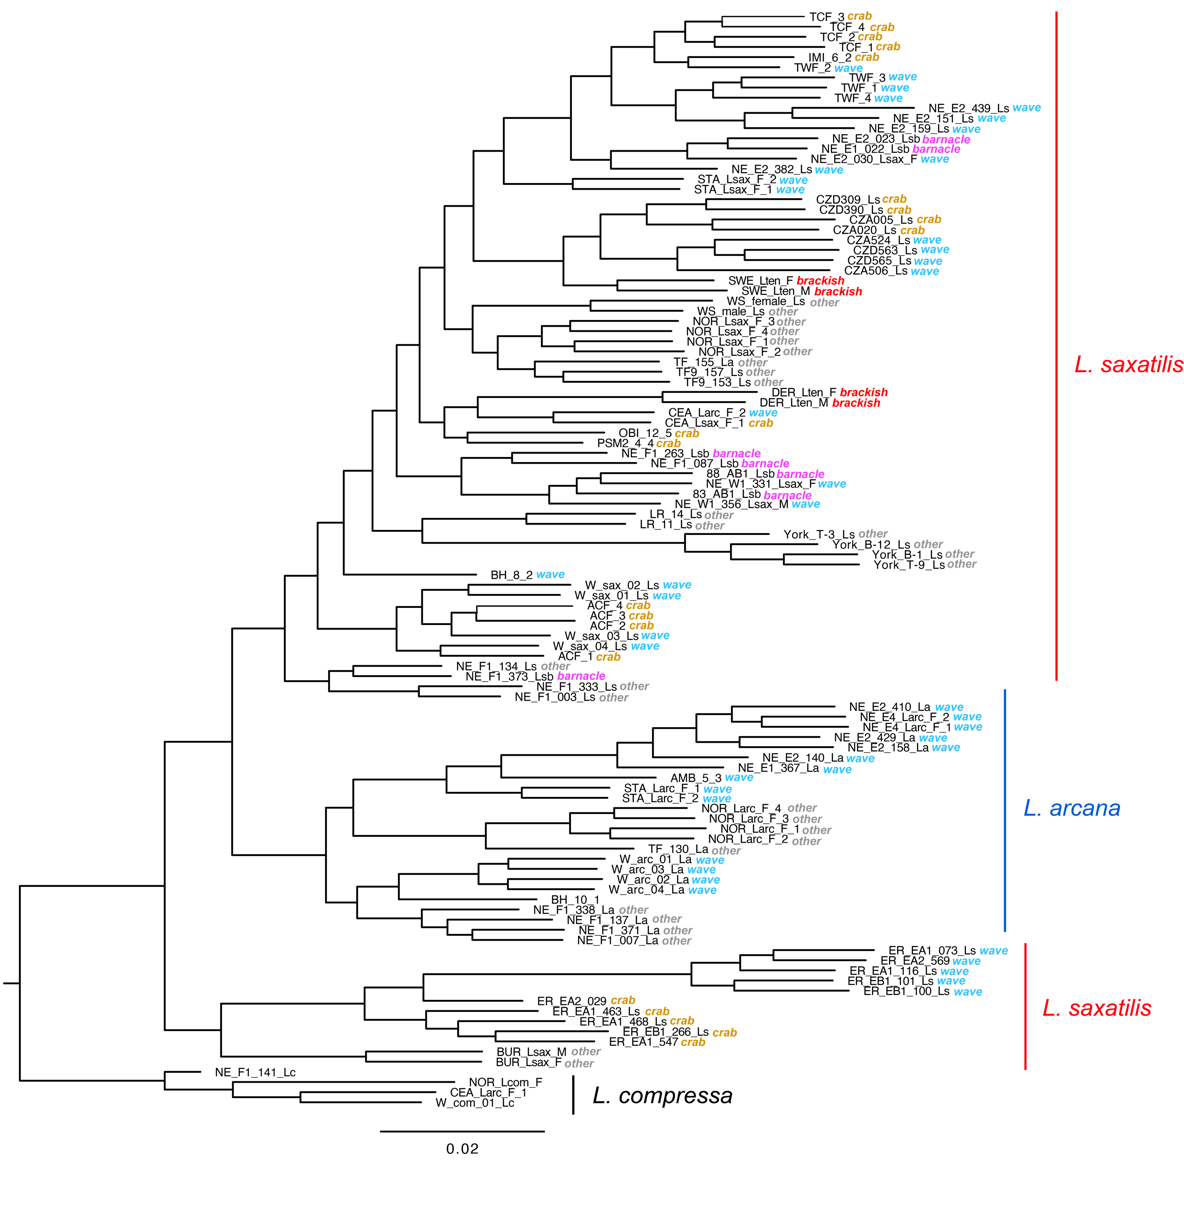 TCF_3 crab
TCF_4 crab
TCF_2 crab
TCF_1 crab
IMI_6_2 crab
TWF_2 wave
TWF_3 wave
TWF_1 wave
TWF_4 wave
NE_E2_439_Ls wave
NE_E2_151_Ls wave
NE_E2_159_Ls wave
NE_E2_023_Lsb barnacle
NE_E1_022_Lsb barnacle
NE_E2_030_Lsax_F wave
NE_E2_382_Ls wave
STA_Lsax_F_2 wave
STA_Lsax_F_1 wave
CZD309_Ls crab
CZD390_Ls crab
CZA005_Ls crab
CZA020_Ls crab
CZA524_Ls wave
CZD563_Ls wave
CZD565_Ls wave
CZA506_Ls wave
SWE_Lten_F brackish
SWE_Lten_M brackish
WS_female_Ls other
WS_male_Ls other
NOR_Lsax_F_3 other
NOR_Lsax_F_4 other
NOR_Lsax_F_1 other
NOR_Lsax_F_2 other
TF_155_La other
L. saxatilis
TF9_157_Ls other
TF9_153_Ls other
DER_Lten_F brackish
DER_Lten_M brackish
CEA_Larc_F_2 wave
CEA_Lsax_F_1 crab
OBI_12_5 crab
PSM2_4_4 crab
NE_F1_263_Lsb barnacle
NE_F1_087_Lsb barnacle
88_AB1_Lsb barnacle
NE_W1_331_Lsax_F wave
83_AB1_Lsb barnacle
NE_W1_356_Lsax_M wave
LR_14_Ls other
LR_11_Ls other
York_T-3_Ls other
York_B-12_Ls other
York_B-1_Ls other
York_T-9_Ls other
BH_8_2 wave
W_sax_02_Ls wave
W_sax_01_Ls wave
ACF_4 crab
ACF_3 crab
ACF_2 crab
W_sax_03_Ls wave
W_sax_04_Ls wave
ACF_1 crab
NE_F1_134_Ls other
NE_F1_373_Lsb barnacle
NE_F1_333_Ls other
NE_F1_003_Ls other
NE_E2_410_La wave
NE_E4_Larc_F_2 wave
NE_E4_Larc_F_1 wave
NE_E2_429_La wave
NE_E2_158_La wave
NE_E2_140_La wave
NE_E1_367_La wave
AMB_5_3 wave
STA_Larc_F_1 wave
STA_Larc_F_2 wave
NOR_Larc_F_4 other
L. arcana
NOR_Larc_F_3 other
NOR_Larc_F_1 other
NOR_Larc_F_2 other
TF_130_La other
W_arc_01_La wave
W_arc_03_La wave
W_arc_02_La wave
W_arc_04_La wave
BH_10_1
NE_F1_338_La other
NE_F1_137_La other
NE_F1_371_La other
NE_F1_007_La other
ER_EA1_073_Ls wave
ER_EA2_569 wave
ER_EA1_116_Ls wave
ER_EB1_101_Ls wave
ER_EB1_100_Ls wave
ER_EA2_029 crab
L. saxatilis
ER_EA1_463_Ls crab
ER_EA1_468_Ls crab
ER_EB1_266_Ls crab
ER_EA1_547 crab
BUR_Lsax_M other
BUR_Lsax_F other
NE_F1_141_Lc
NOR_Lcom_F
CEA_Larc_F_1
L. compressa
W_com_01_Lc
0.02